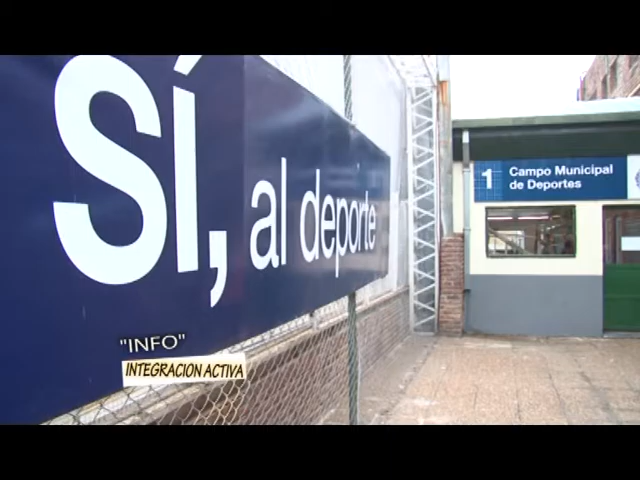 Sí, al deporte
1 Campo Municipal
de Deportes
"INFO"
INTEGRACION ACTIVA